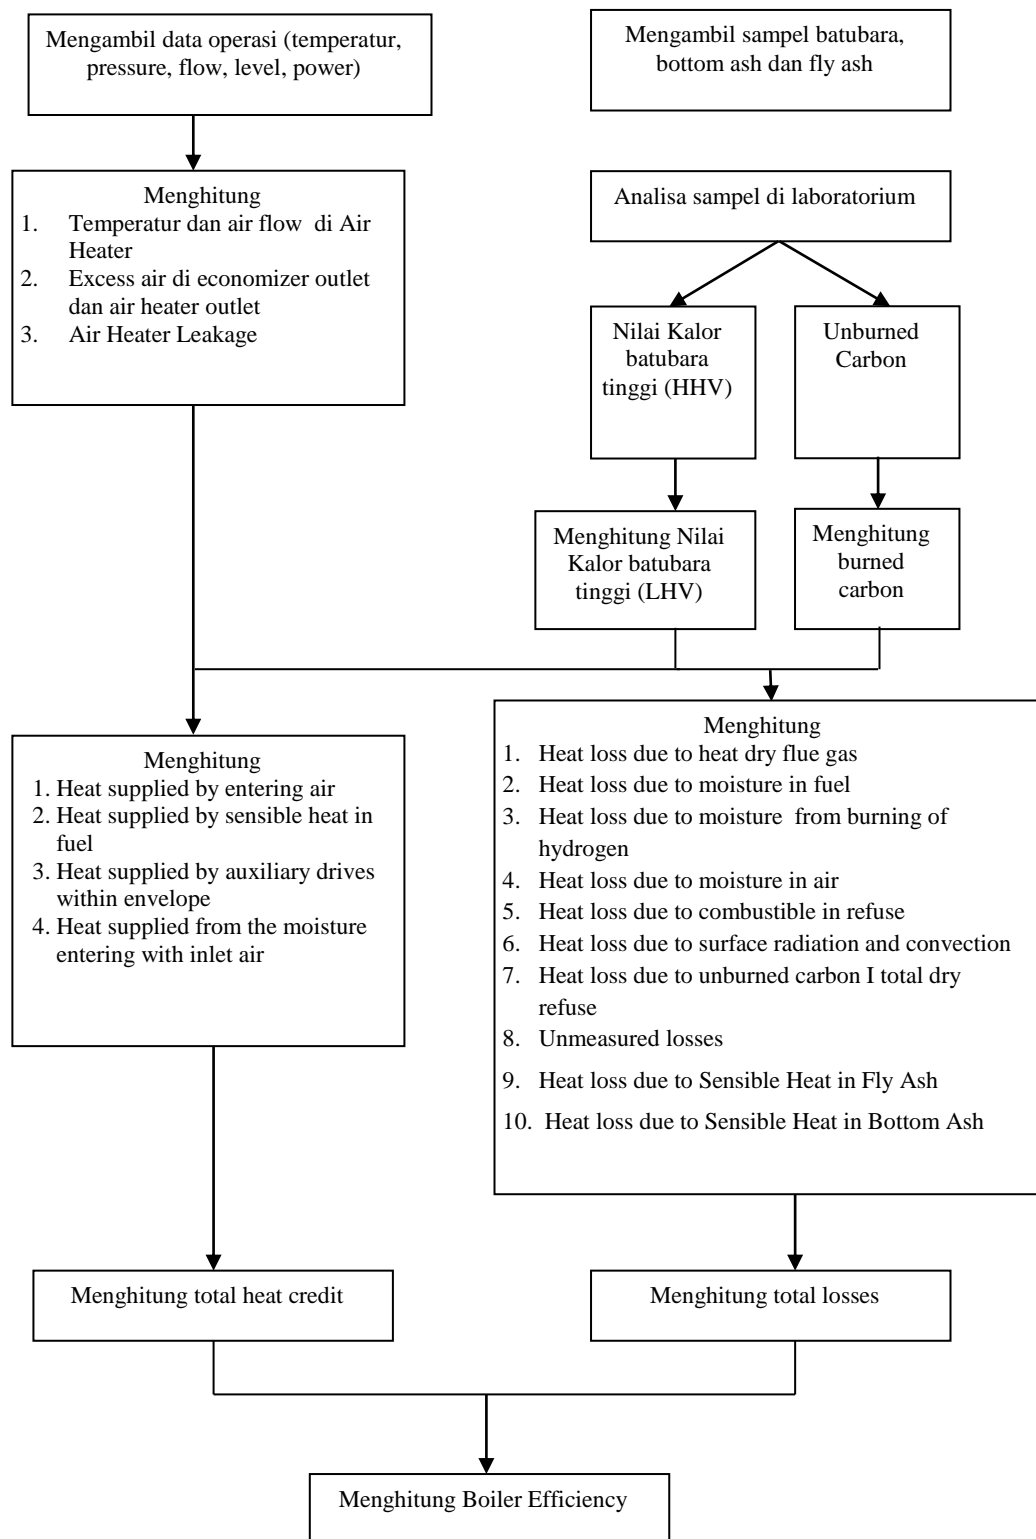 Mengambil data operasi (temperatur,
pressure, flow, level, power)
Mengambil sampel batubara,
bottom ash dan fly ash
Menghitung
1. Temperatur dan air flow di Air
Heater
2. Excess air di economizer outlet
dan air heater outlet
3. Air Heater Leakage
Analisa sampel di laboratorium
Nilai Kalor
batubara
tinggi (HHV)
Unburned
Carbon
Menghitung Nilai
Kalor batubara
tinggi (LHV)
Menghitung
burned
carbon
Menghitung
1. Heat supplied by entering air
2. Heat supplied by sensible heat in
fuel
3. Heat supplied by auxiliary drives
within envelope
4. Heat supplied from the moisture
entering with inlet air
Menghitung
1. Heat loss due to heat dry flue gas
2. Heat loss due to moisture in fuel
3. Heat loss due to moisture from burning of
hydrogen
4. Heat loss due to moisture in air
5. Heat loss due to combustible in refuse
6. Heat loss due to surface radiation and convection
7. Heat loss due to unburned carbon I total dry
refuse
8. Unmeasured losses
9. Heat loss due to Sensible Heat in Fly Ash
10. Heat loss due to Sensible Heat in Bottom Ash
Menghitung total heat credit
Menghitung total losses
Menghitung Boiler Efficiency